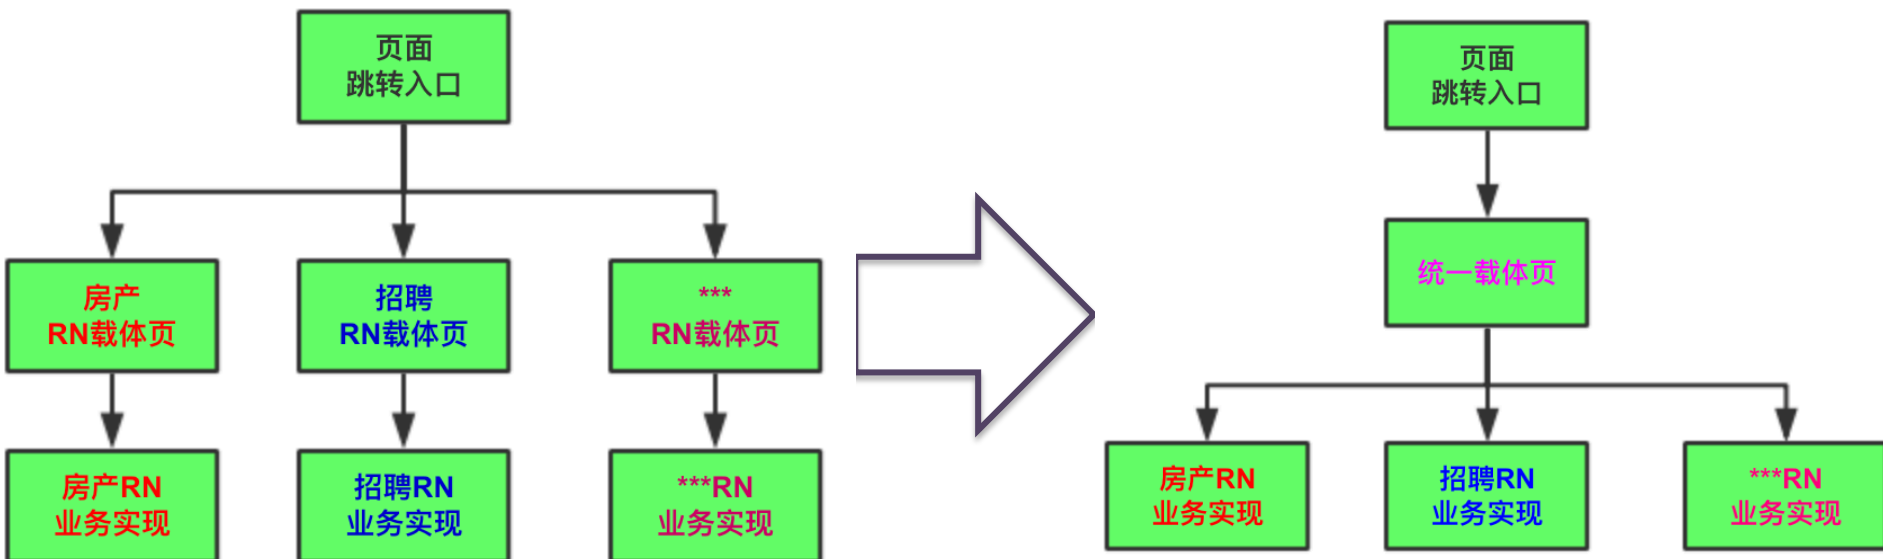 页面
跳转入口
房产
RN载体页
招聘
RN载体页
***
RN载体页
房产RN
业务实现
招聘RN
业务实现
***RN
业务实现
页面
跳转入口
统一载体页
房产RN
业务实现
招聘RN
业务实现
***RN
业务实现